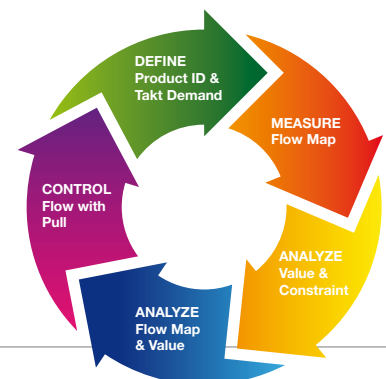 DEFINE
Product ID &
Takt Demand
MEASURE
Flow Map
ANALYZE
Value &
Constraint
ANALYZE
Flow Map
& Value
CONTROL
Flow with
Pull